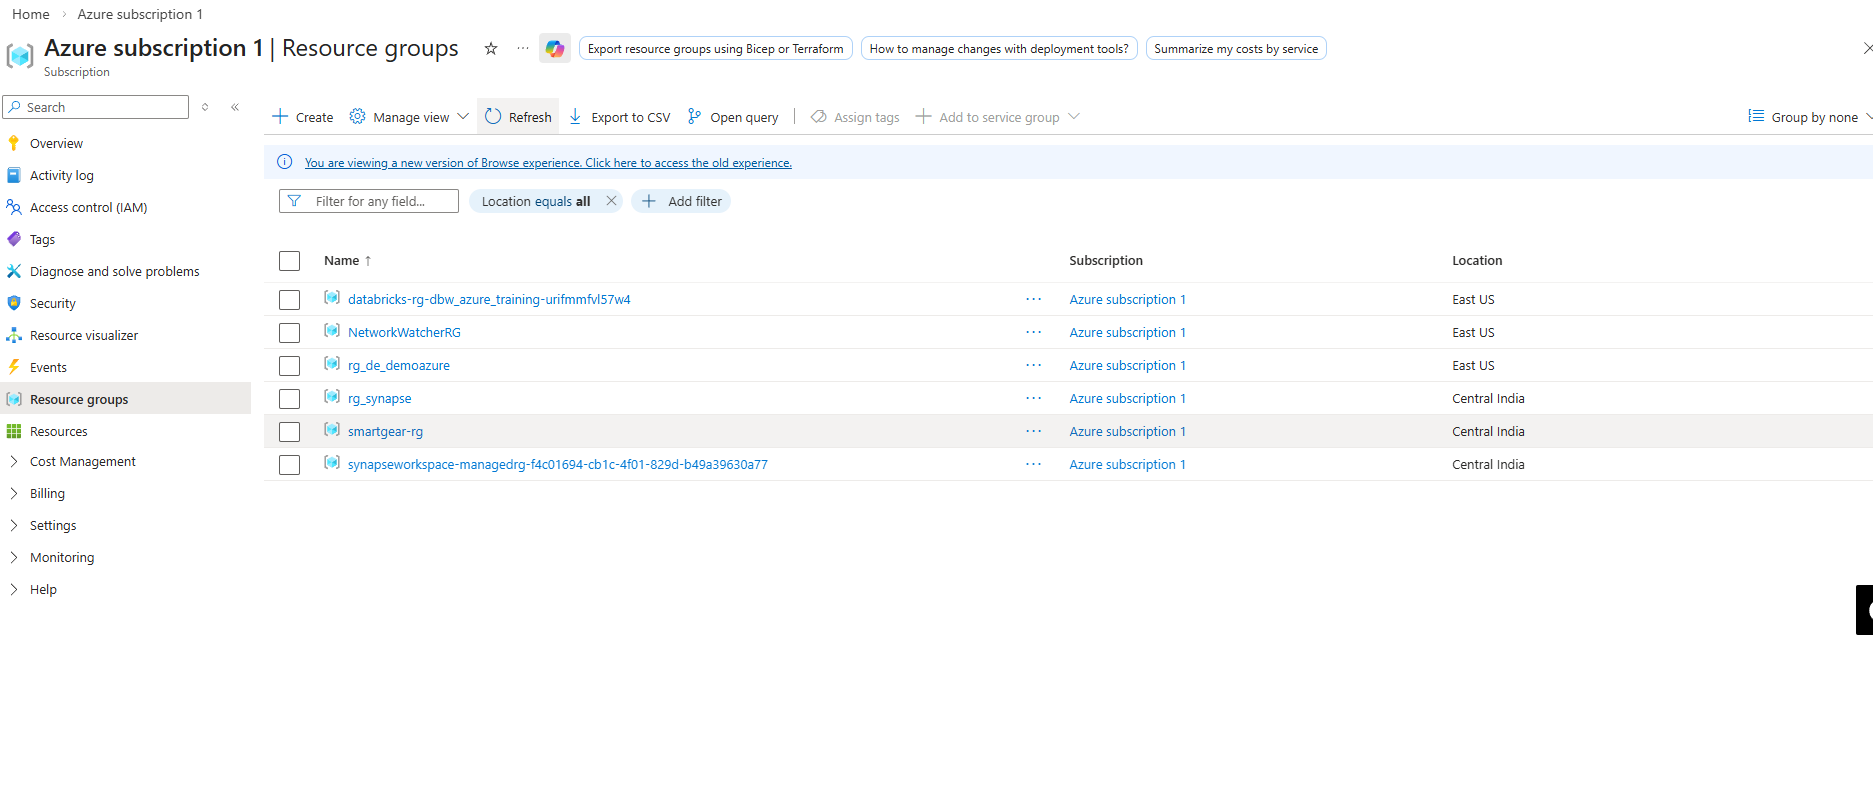 Home > Azure subscription 1
Azure subscription 1 | Resource groups
Export resource groups using Bicep or Terraform
How to manage changes with deployment tools?
Summarize my costs by service
Subscription
Search
Create
Manage view
Refresh
Export to CSV
Open query
Assign tags
Add to service group
Group by none
You are viewing a new version of Browse experience. Click here to access the old experience.
Filter for any field...
Location equals all
Add filter
Overview
Activity log
Access control (IAM)
Tags
Diagnose and solve problems
Security
Resource visualizer
Events
Resource groups
Resources
Cost Management
Billing
Settings
Monitoring
Help
Name ↑ Subscription Location
databricks-rg-dbw_azure_training-urifmmfvl57w4 ... Azure subscription 1 East US
NetworkWatcherRG ... Azure subscription 1 East US
rg_de_demoazure ... Azure subscription 1 East US
rg_synapse ... Azure subscription 1 Central India
smartgear-rg ... Azure subscription 1 Central India
synapseworkspace-managedrg-f4c01694-cb1c-4f01-829d-b49a39630a77 ... Azure subscription 1 Central India